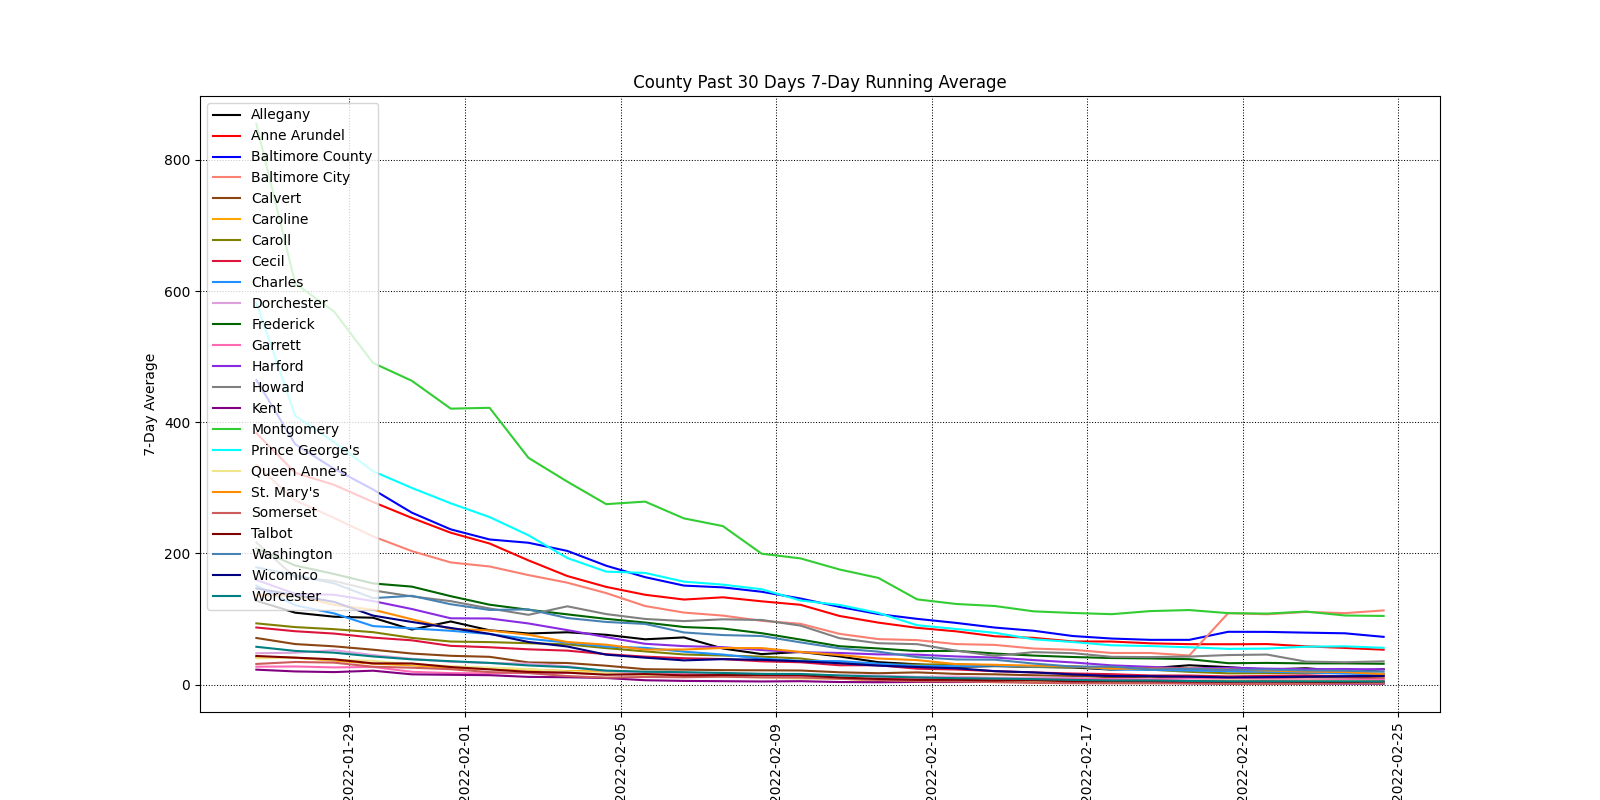 County Past 30 Days 7-Day Running Average
Allegany
Anne Arundel
Baltimore County
Baltimore City
Calvert
Caroline
Caroll
Cecil
Charles
Dorchester
Frederick
Garrett
Harford
Howard
Kent
Montgomery
Prince George's
Queen Anne's
St. Mary's
Somerset
Talbot
Washington
Wicomico
Worcester
7-Day Average
800
600
400
200
0
2022-01-29
2022-02-01
2022-02-05
2022-02-09
2022-02-13
2022-02-17
2022-02-21
2022-02-25